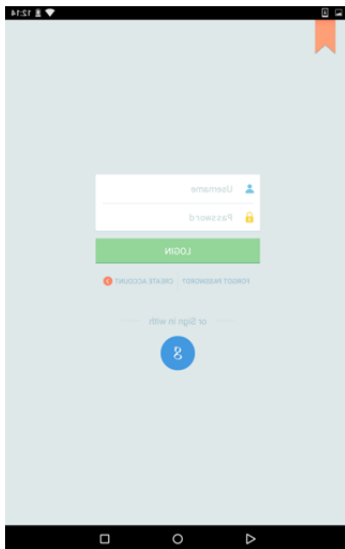 12:14
Username
Password
LOGIN
FORGOT PASSWORD | CREATE ACCOUNT
or Sign in with
g